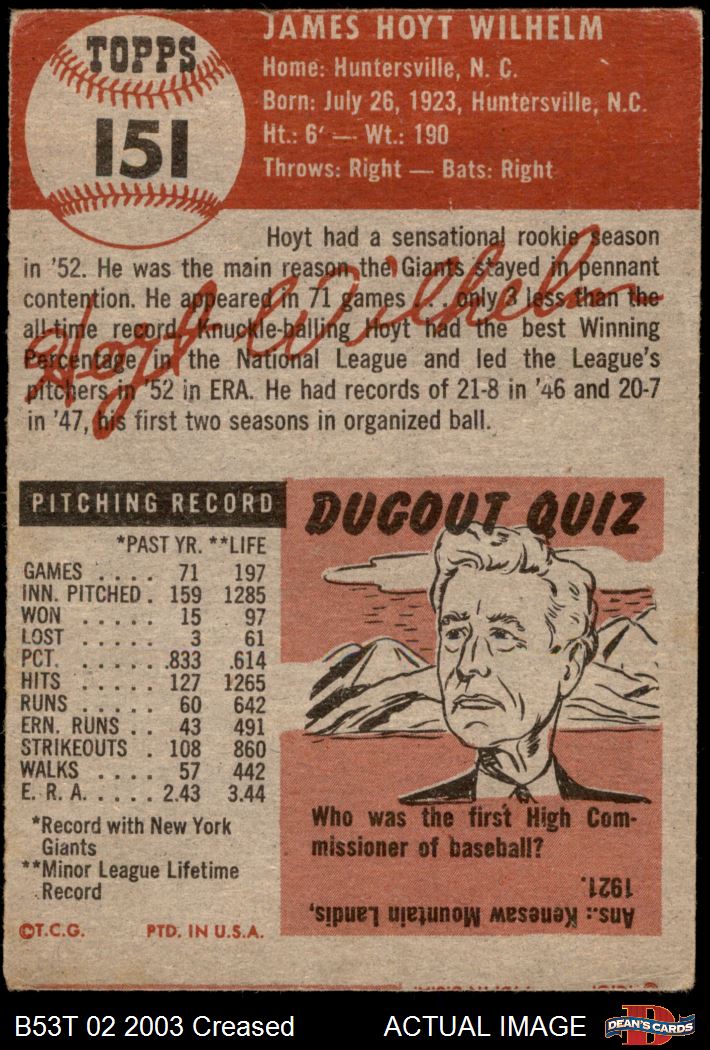 TOPPS
151
JAMES HOYT WILHELM
Home: Huntersville, N. C.
Born: July 26, 1923, Huntersville, N.C.
Ht.: 6' — Wt.: 190
Throws: Right — Bats: Right
Hoyt had a sensational rookie season
in '52. He was the main reason the Giants stayed in pennant
contention. He appeared in 71 games . . . only 3 less than the
all-time record. Knuckle-balling Hoyt had the best Winning
Percentage in the National League and led the League's
pitchers in '52 in ERA. He had records of 21-8 in '46 and 20-7
in '47, his first two seasons in organized ball.
Hoyt Wilhelm
PITCHING RECORD
*PAST YR. **LIFE
GAMES . . . . 71 197
INN. PITCHED . 159 1285
WON . . . . . 15 97
LOST . . . . . 3 61
PCT. . . . . . .833 .614
HITS . . . . . 127 1265
RUNS . . . . . 60 642
ERN. RUNS . . 43 491
STRIKEOUTS . 108 860
WALKS . . . . 57 442
E. R. A. . . . . . 2.43 3.44
*Record with New York
Giants
**Minor League Lifetime
Record
©T.C.G. PTD. IN U.S.A.
DUGOUT QUIZ
Who was the first High Com-
missioner of baseball?
Ans.: Kenesaw Mountain Landis,
1921.
B53T 02 2003 Creased
ACTUAL IMAGE
D
DEAN'S CARDS